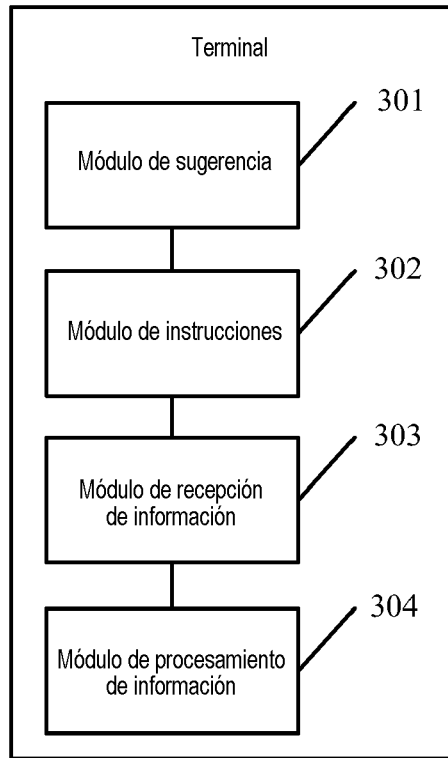 Terminal
301
Módulo de sugerencia
302
Módulo de instrucciones
303
Módulo de recepción
de información
304
Módulo de procesamiento
de información